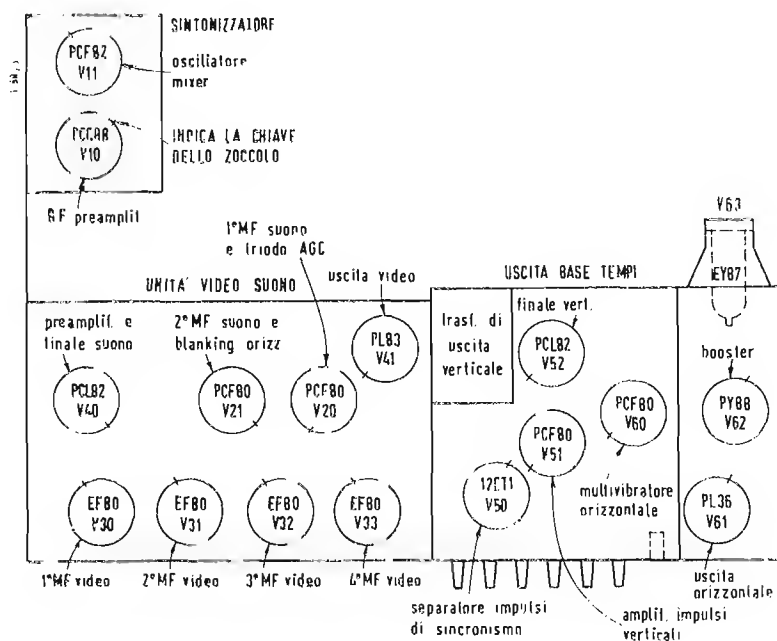 SINTONIZZATORE
PCF82
V11
oscillatore
mixer
PCC88
V10
INDICA LA CHIAVE
DELLO ZOCCOLO
R.F. preamplif.
V63
EY87
1°MF suono
e triodo AGC
uscita video
UNITA' VIDEO SUONO
USCITA BASE TEMPI
preamplif. e
finale suono
2°MF suono e
blanking orizz
PL83
V41
trasf. di
uscita
verticale
finale vert.
PCL82
V52
booster
PCL82
V40
PCF80
V21
PCF80
V20
PCF80
V60
PY88
V62
PCF80
V51
EF80
V30
EF80
V31
EF80
V32
EF80
V33
V50
multivibratore
orizzontale
PL36
V61
1°MF video
2°MF video
3°MF video
4°MF video
separatore impulsi
di sincronismo
amplif. impulsi
verticali
uscita
orizzontale